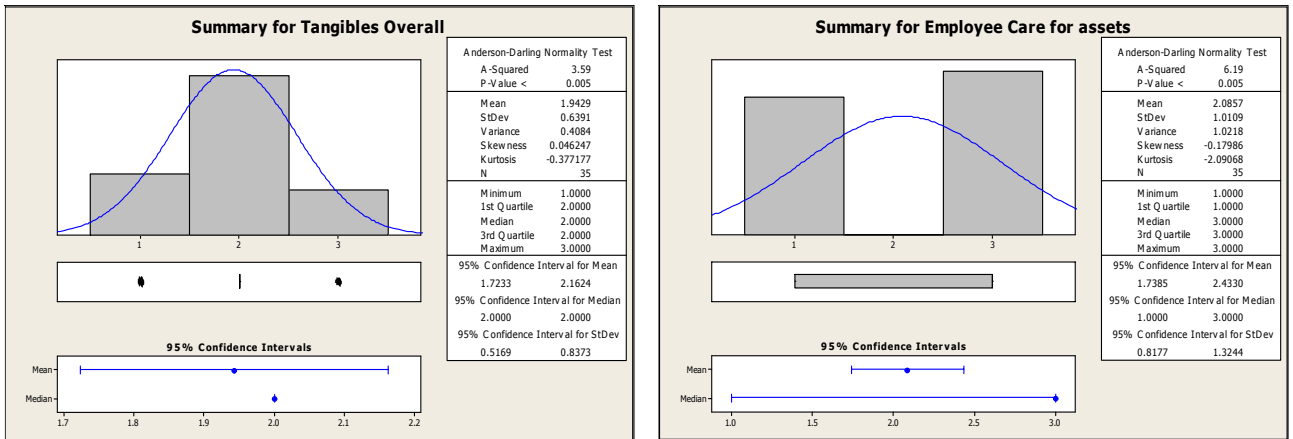 Summary for Tangibles Overall
Anderson-Darling Normality Test
A-Squared 3.59
P-Value < 0.005
Mean 1.9429
StDev 0.6391
Variance 0.4084
Skewness 0.046247
Kurtosis -0.377177
N 35
Minimum 1.0000
1st Quartile 2.0000
Median 2.0000
3rd Quartile 2.0000
Maximum 3.0000
95% Confidence Interval for Mean
1.7233 2.1624
95% Confidence Interval for Median
2.0000 2.0000
95% Confidence Interval for StDev
0.5169 0.8373
1 2 3
95% Confidence Intervals
Mean
Median
1.7 1.8 1.9 2.0 2.1 2.2
Summary for Employee Care for assets
Anderson-Darling Normality Test
A-Squared 6.19
P-Value < 0.005
Mean 2.0857
StDev 1.0109
Variance 1.0218
Skewness -0.17986
Kurtosis -2.09068
N 35
Minimum 1.0000
1st Quartile 1.0000
Median 3.0000
3rd Quartile 3.0000
Maximum 3.0000
95% Confidence Interval for Mean
1.7385 2.4330
95% Confidence Interval for Median
1.0000 3.0000
95% Confidence Interval for StDev
0.8177 1.3244
1 2 3
95% Confidence Intervals
Mean
Median
1.0 1.5 2.0 2.5 3.0